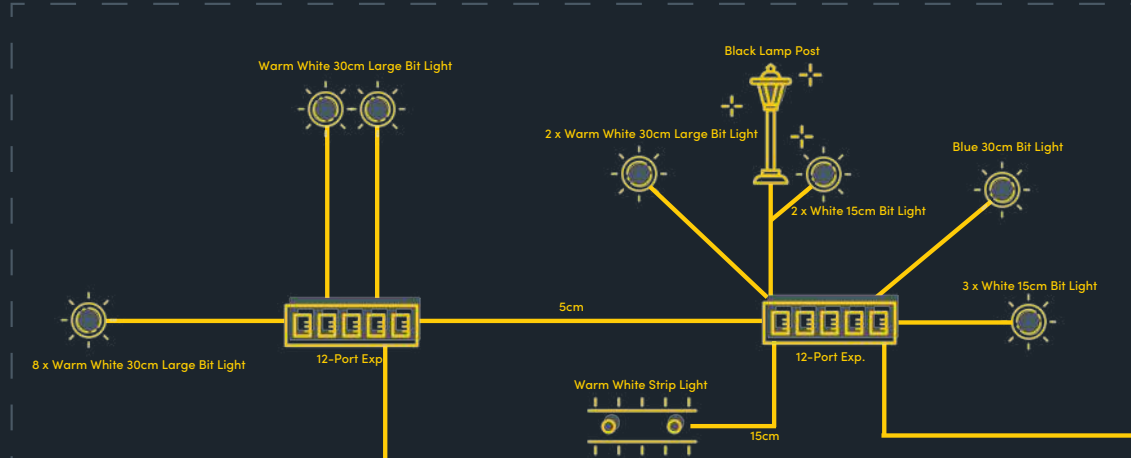 Black Lamp Post
Warm White 30cm Large Bit Light
2 x Warm White 30cm Large Bit Light
Blue 30cm Bit Light
2 x White 15cm Bit Light
3 x White 15cm Bit Light
5cm
12-Port Exp.
12-Port Exp.
8 x Warm White 30cm Large Bit Light
Warm White Strip Light
15cm